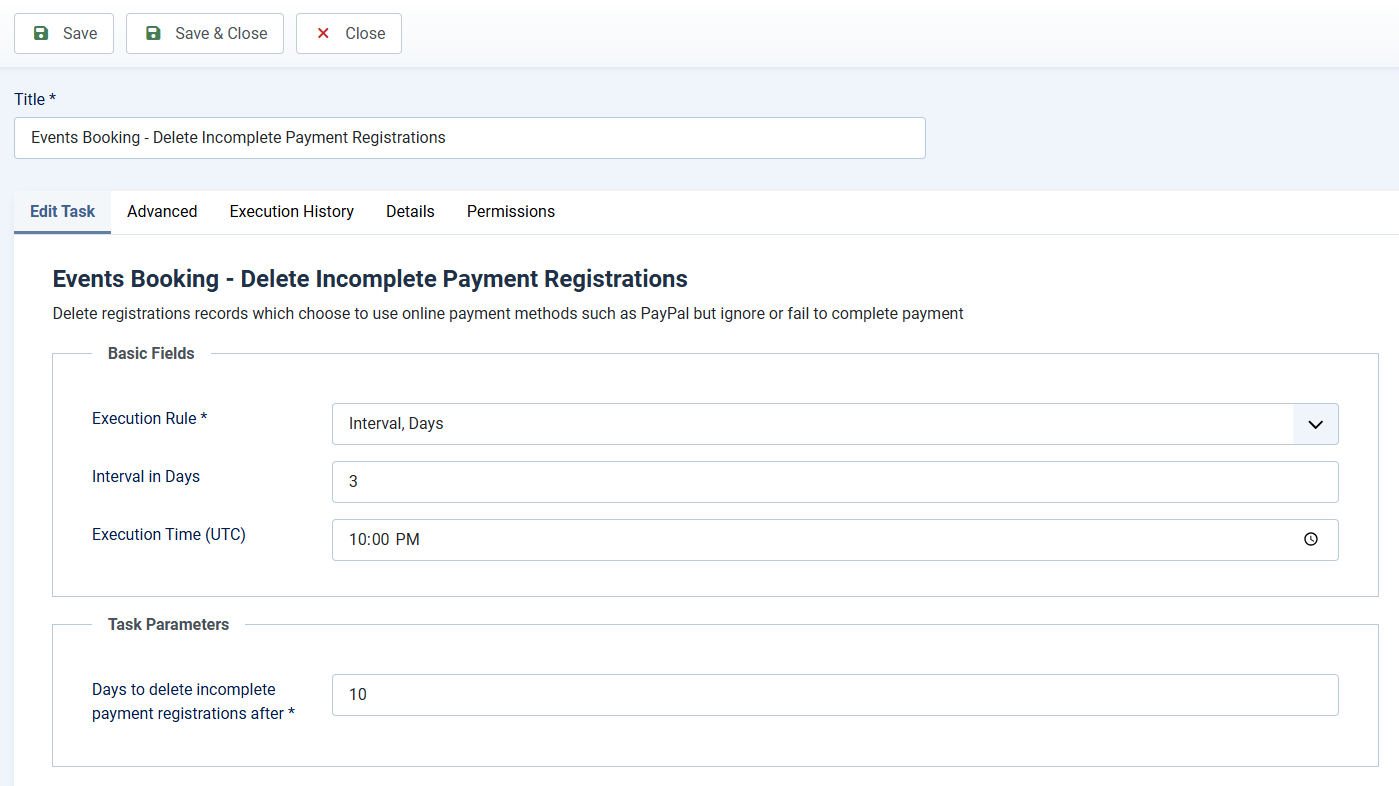 Save
Save & Close
Close
Title *
Events Booking - Delete Incomplete Payment Registrations
Edit Task
Advanced
Execution History
Details
Permissions
Events Booking - Delete Incomplete Payment Registrations
Delete registrations records which choose to use online payment methods such as PayPal but ignore or fail to complete payment
Basic Fields
Execution Rule *
Interval, Days
Interval in Days
3
Execution Time (UTC)
10:00 PM
Task Parameters
Days to delete incomplete
payment registrations after *
10